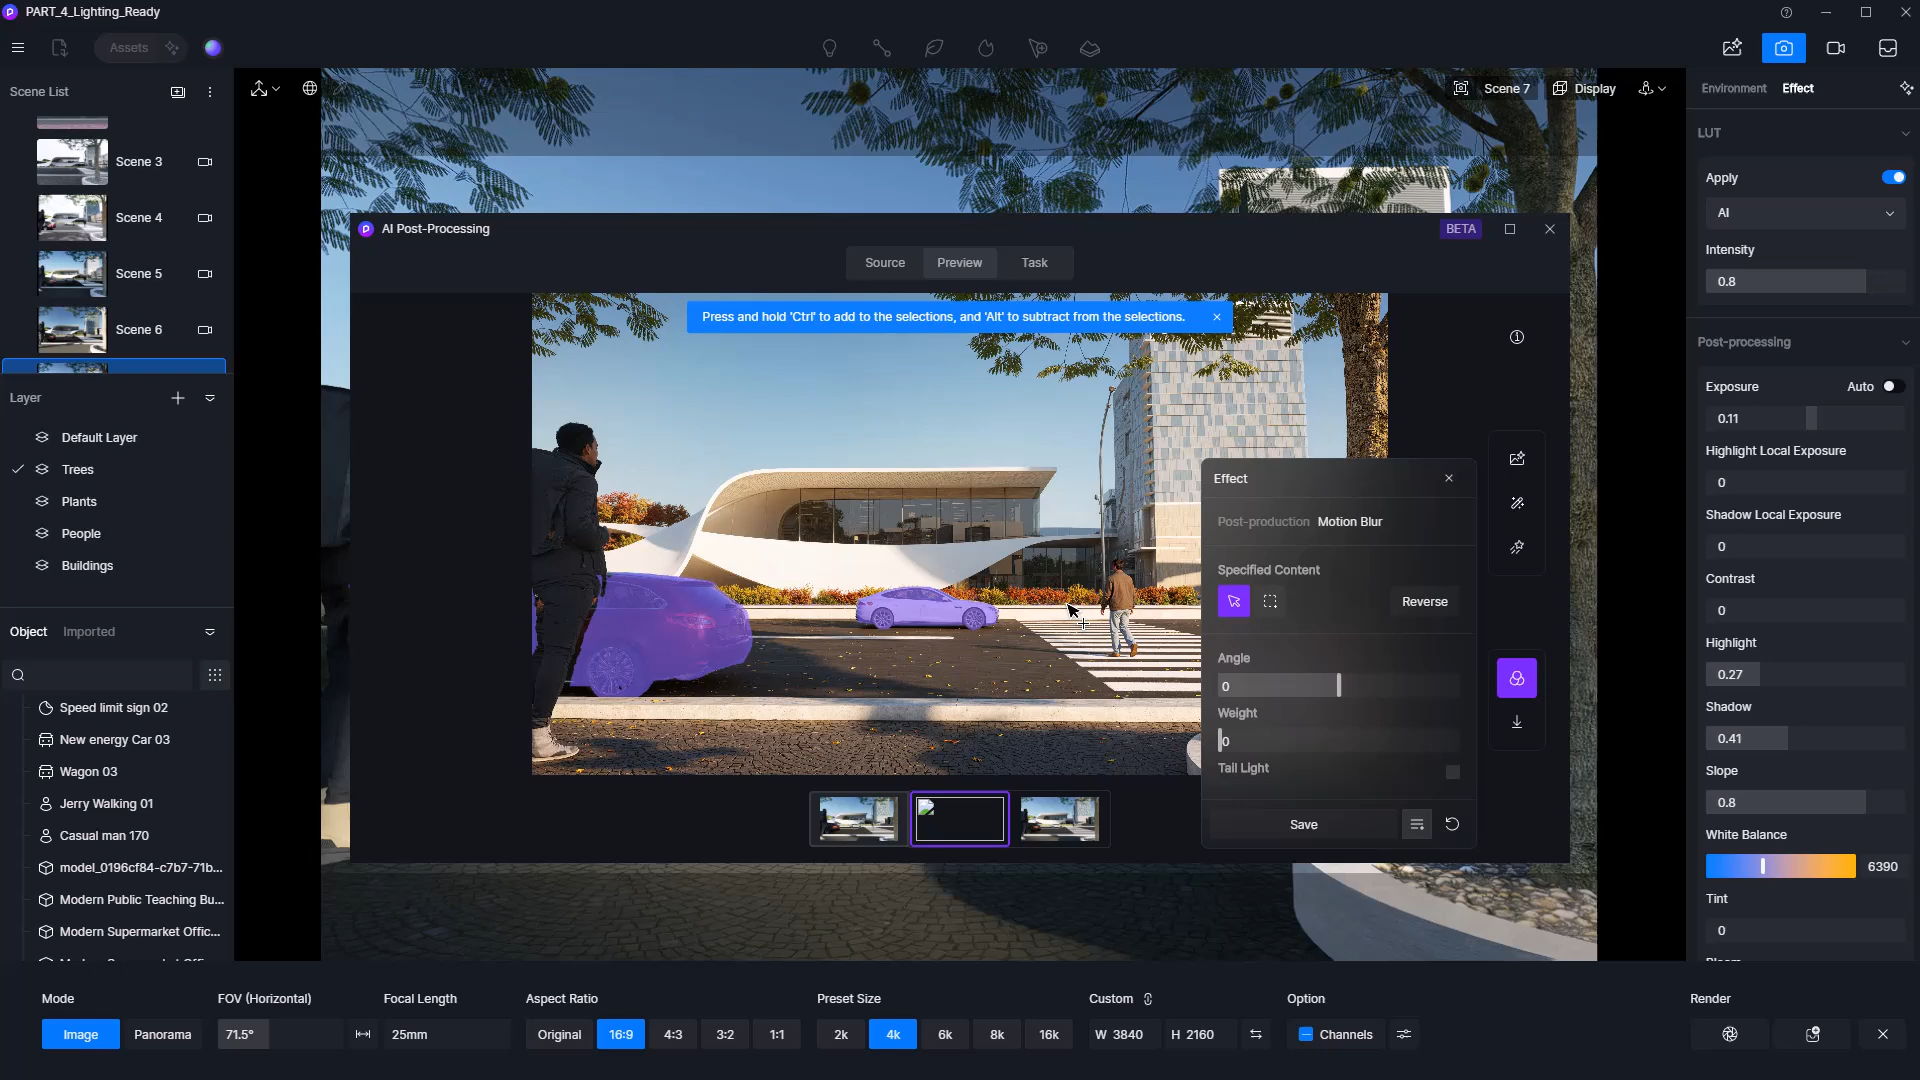 PART_4_Lighting_Ready
Assets
Scene List
Scene 3
Scene 4
Scene 5
Scene 6
Layer
Default Layer
Trees
Plants
People
Buildings
Object Imported
Speed limit sign 02
New energy Car 03
Wagon 03
Jerry Walking 01
Casual man 170
model_0196cf84-c7b7-71b...
Modern Public Teaching Bu...
Modern Supermarket Offic...
Scene 7 Display
AI Post-Processing
BETA
Source Preview Task
Press and hold 'Ctrl' to add to the selections, and 'Alt' to subtract from the selections.
Effect
Post-production Motion Blur
Specified Content
Reverse
Angle
0
Weight
0
Tail Light
Save
Environment Effect
LUT
Apply
AI
Intensity
0.8
Post-processing
Exposure Auto
0.11
Highlight Local Exposure
0
Shadow Local Exposure
0
Contrast
0
Highlight
0.27
Shadow
0.41
Slope
0.8
White Balance
6390
Tint
0
Mode FOV (Horizontal) Focal Length Aspect Ratio Preset Size Custom Option Render
Image Panorama 71.5° 25mm Original 16:9 4:3 3:2 1:1 2k 4k 6k 8k 16k W 3840 H 2160 Channels